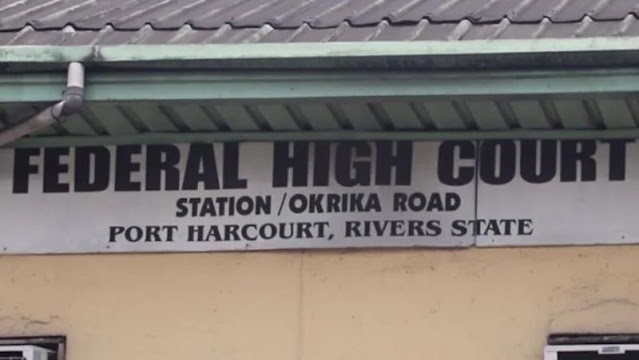 FEDERAL HIGH COURT
STATION/OKRIKA ROAD
PORT HARCOURT, RIVERS STATE